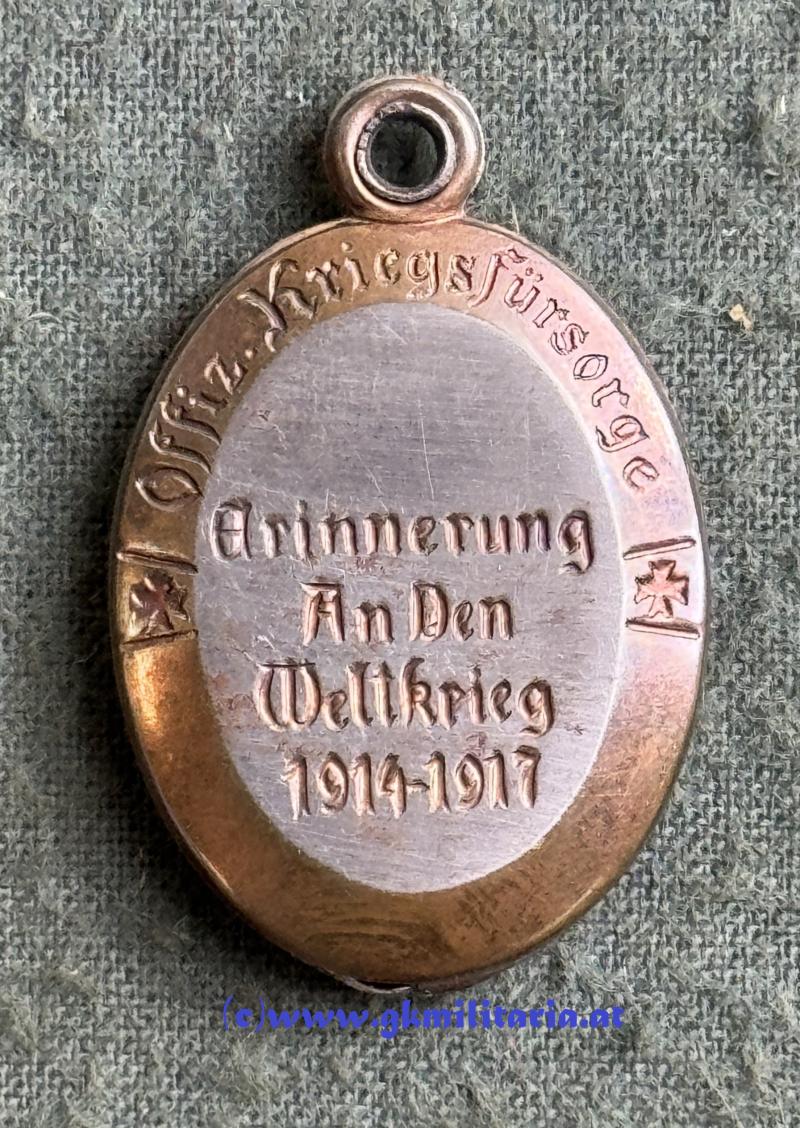 Offiz. Kriegsfürsorge
Erinnerung
An Den
Weltkrieg
1914-1917
(c)www.gkmilitaria.at